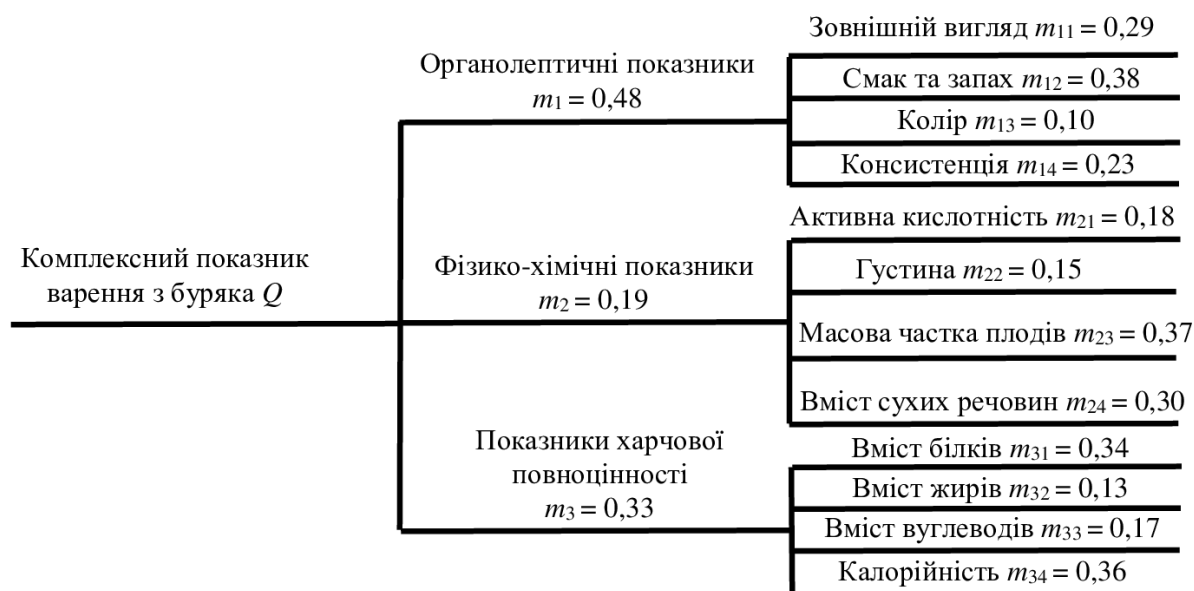 Комплексний показник
варення з буряка Q
Органолептичні показники
m1 = 0,48
Зовнішній вигляд m11 = 0,29
Смак та запах m12 = 0,38
Колір m13 = 0,10
Консистенція m14 = 0,23
Фізико-хімічні показники
m2 = 0,19
Активна кислотність m21 = 0,18
Густина m22 = 0,15
Масова частка плодів m23 = 0,37
Вміст сухих речовин m24 = 0,30
Показники харчової
повноцінності
m3 = 0,33
Вміст білків m31 = 0,34
Вміст жирів m32 = 0,13
Вміст вуглеводів m33 = 0,17
Калорійність m34 = 0,36